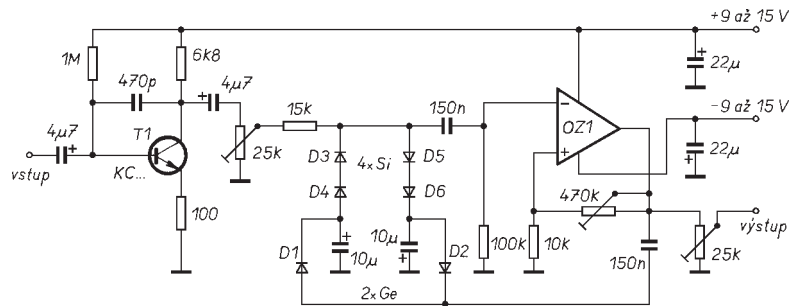 +9 až 15 V
1M
6k8
470p
4µ7
22µ
15k
150n
OZ1
-9 až 15 V
4µ7
T1
25k
D3
D5
4×Si
vstup
KC...
D4
D6
22µ
470k
100
D1
10µ
10µ
D2
100k
10k
150n
25k
výstup
2×Ge